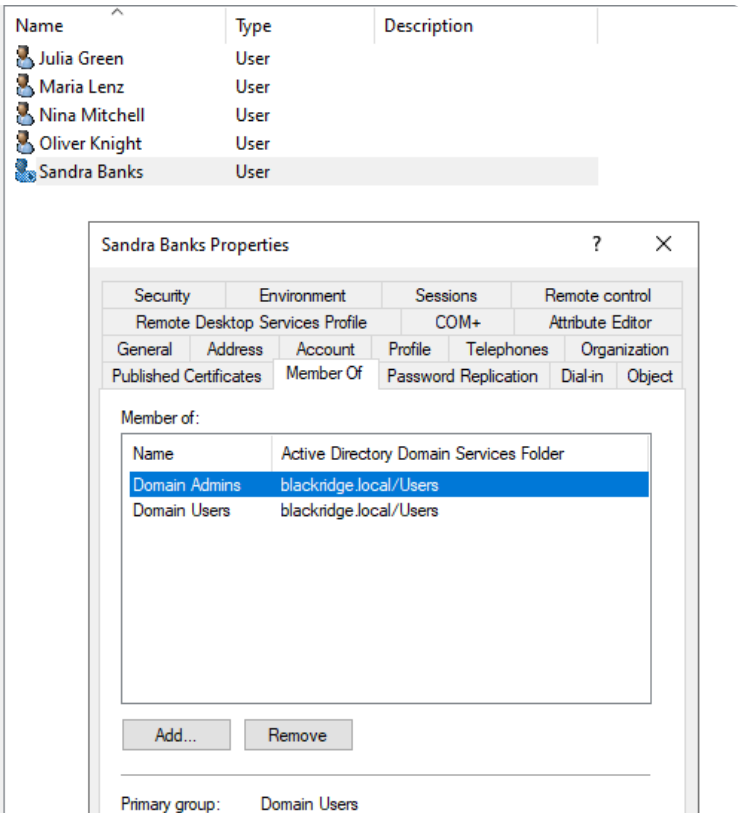 Name Type Description
Julia Green User
Maria Lenz User
Nina Mitchell User
Oliver Knight User
Sandra Banks User
Sandra Banks Properties ? X
Security Environment Sessions Remote control
Remote Desktop Services Profile COM+ Attribute Editor
General Address Account Profile Telephones Organization
Published Certificates Member Of Password Replication Dial-in Object
Member of:
Name Active Directory Domain Services Folder
Domain Admins blackridge.local/Users
Domain Users blackridge.local/Users
Add... Remove
Primary group: Domain Users